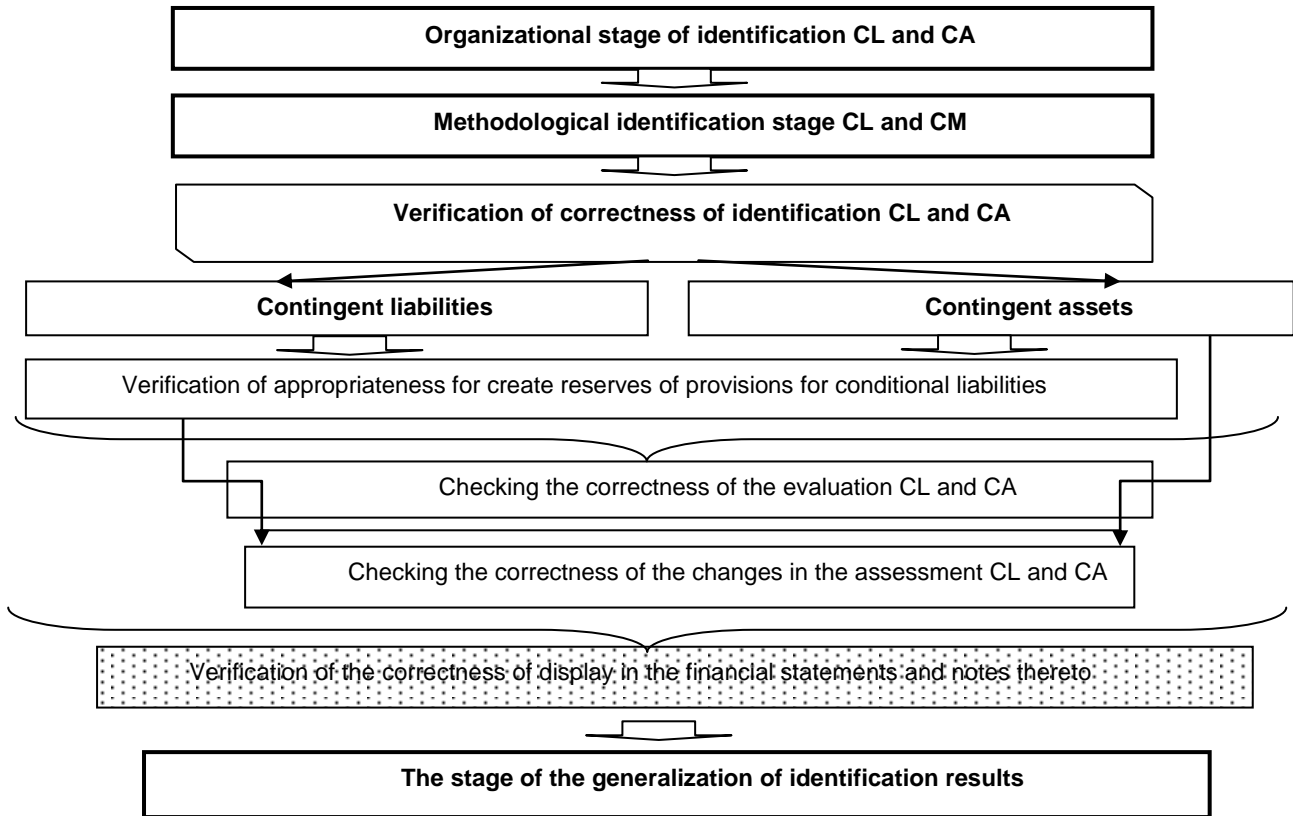 Organizational stage of identification CL and CA
Methodological identification stage CL and CM
Verification of correctness of identification CL and CA
Contingent liabilities
Contingent assets
Verification of appropriateness for create reserves of provisions for conditional liabilities
Checking the correctness of the evaluation CL and CA
Checking the correctness of the changes in the assessment CL and CA
Verification of the correctness of display in the financial statements and notes thereto
The stage of the generalization of identification results